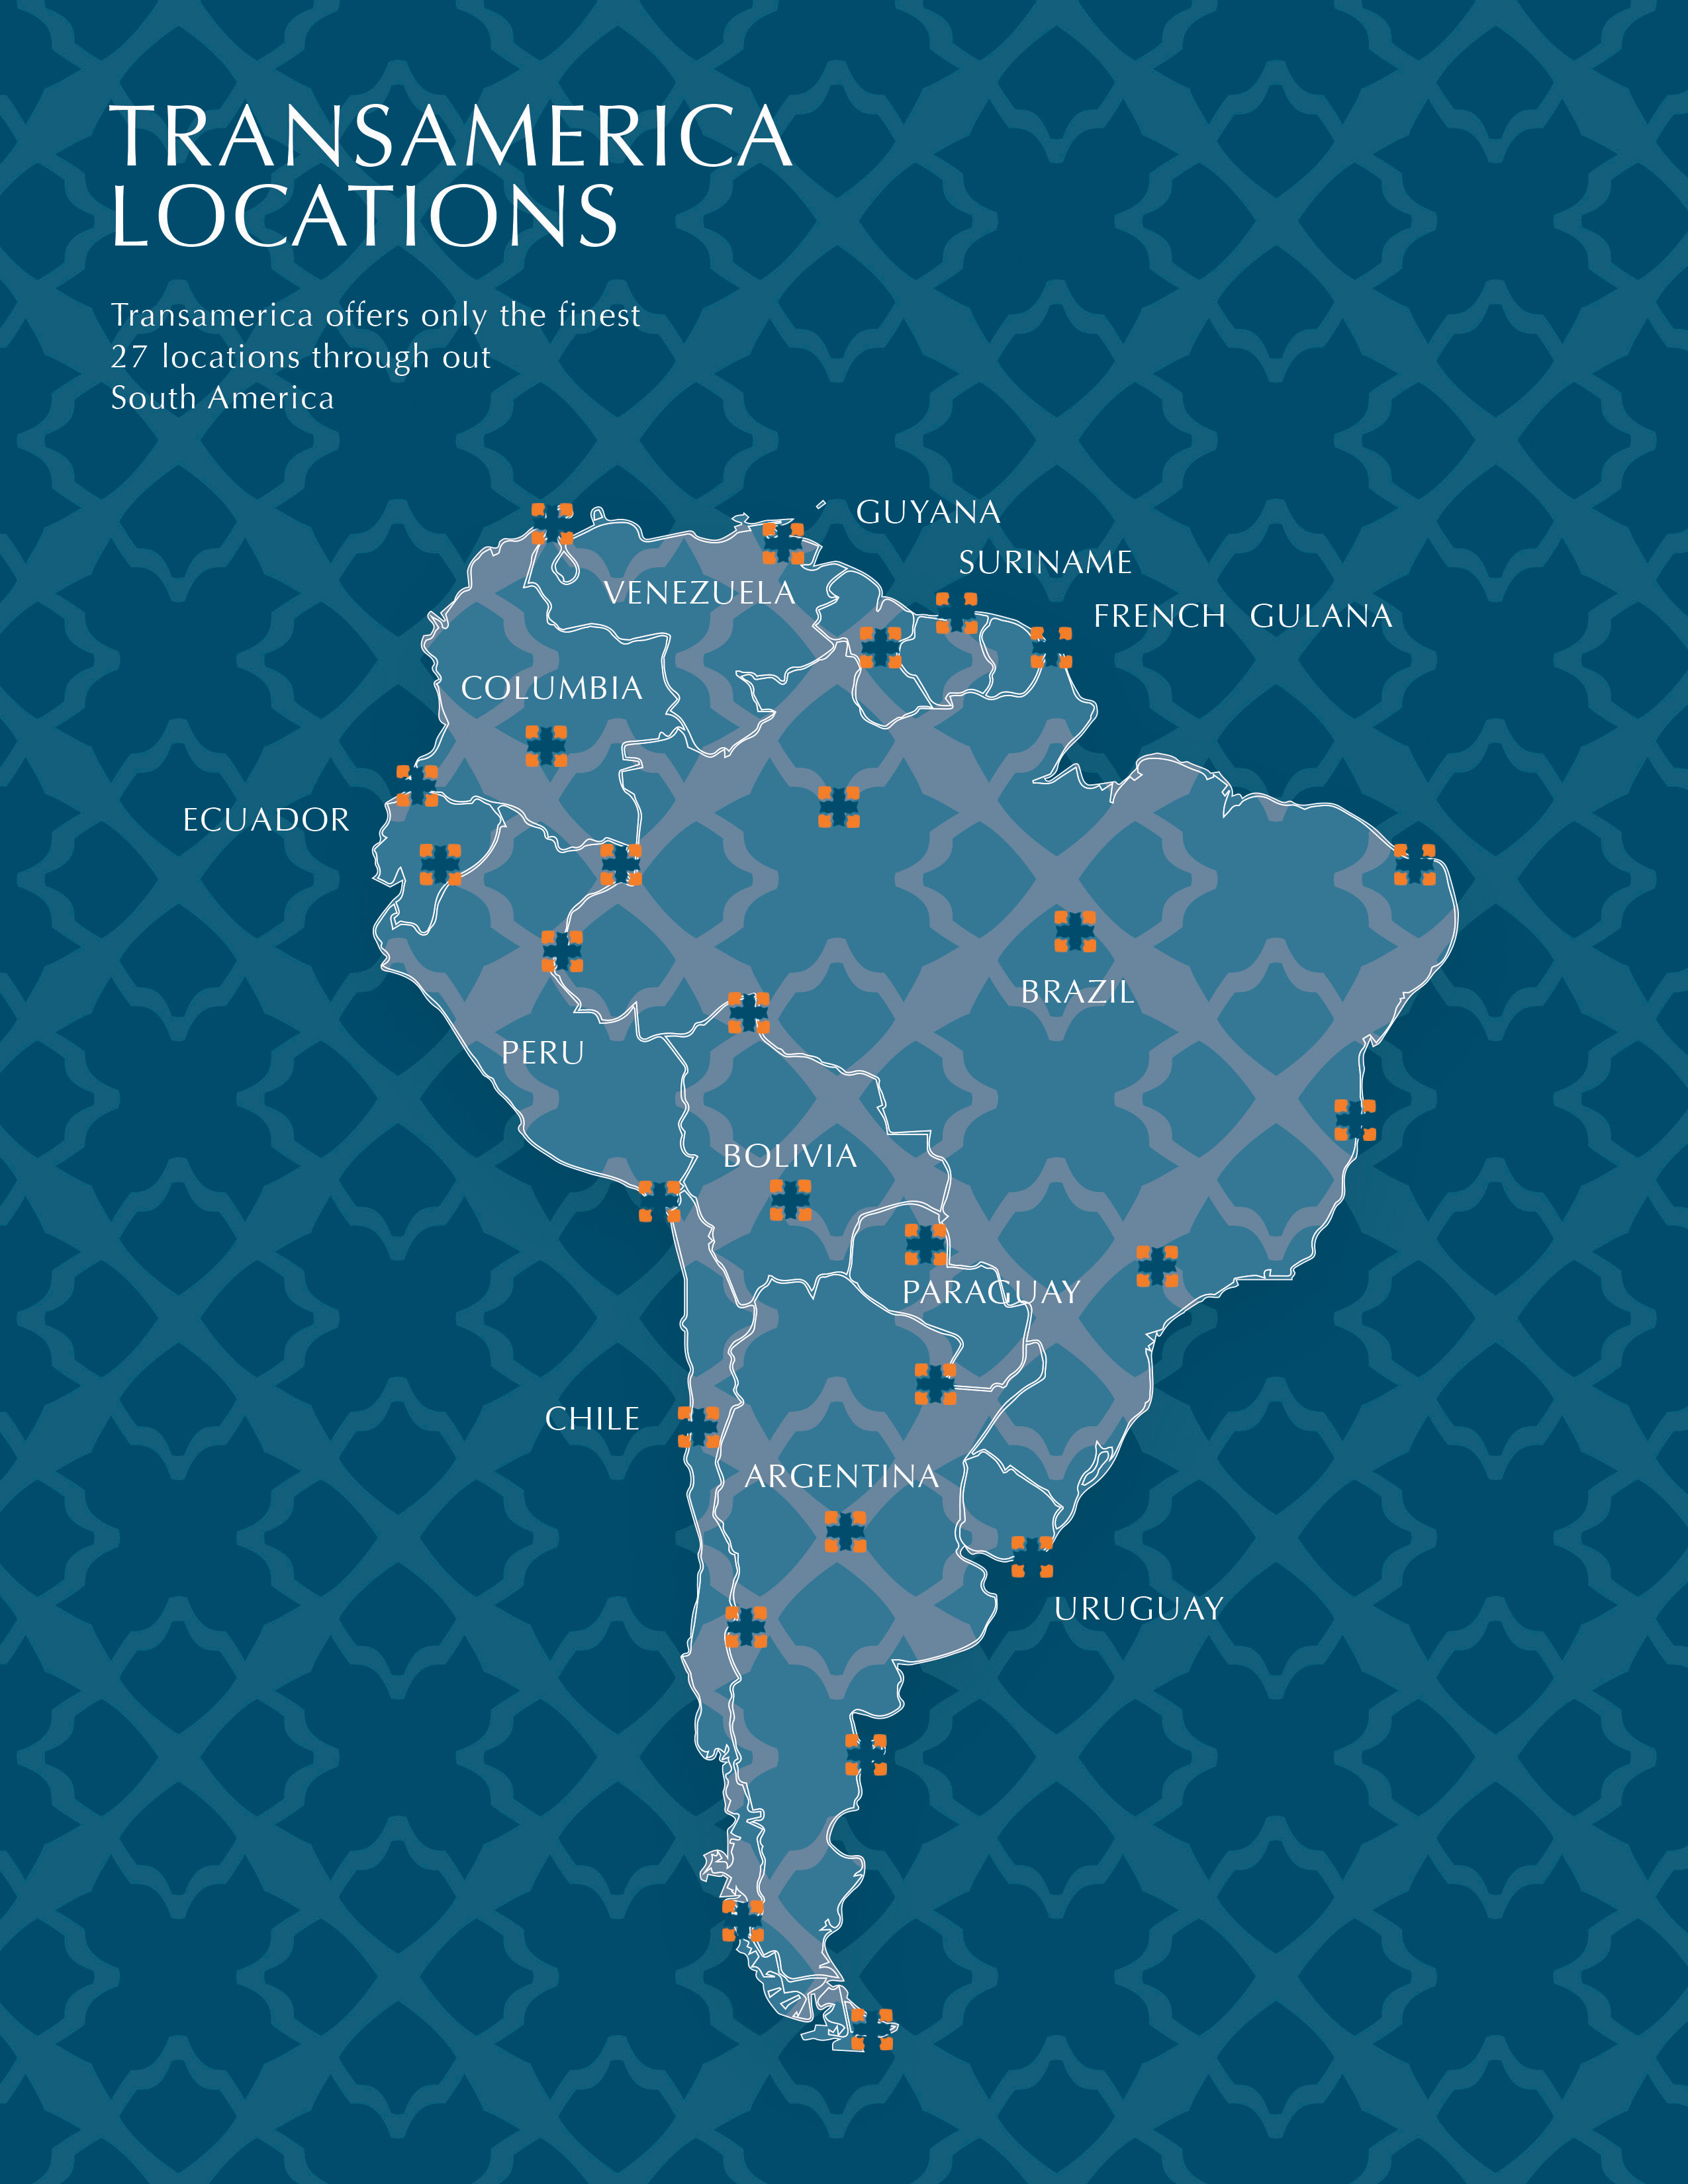 TRANSAMERICA
LOCATIONS
Transamerica offers only the finest
27 locations through out
South America
GUYANA
SURINAME
VENEZUELA
FRENCH GULANA
COLUMBIA
ECUADOR
BRAZIL
PERU
BOLIVIA
PARAGUAY
CHILE
ARGENTINA
URUGUAY